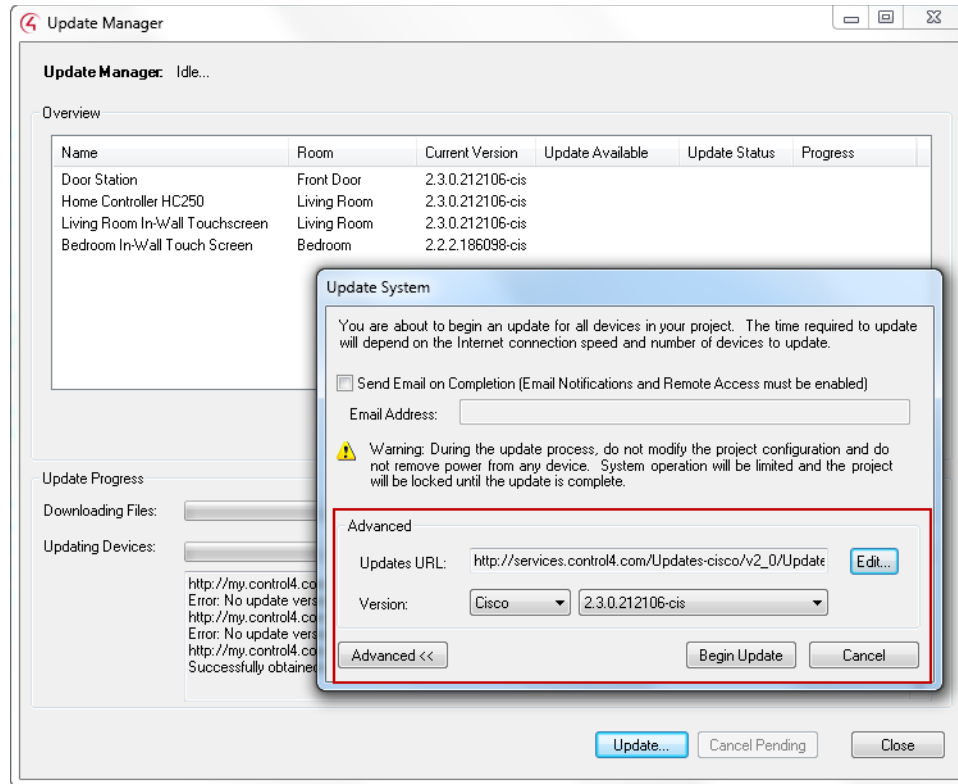 Update Manager
Update Manager: Idle...
Overview
Name Room Current Version Update Available Update Status Progress
Door Station Front Door 2.3.0.212106-cis
Home Controller HC250 Living Room 2.3.0.212106-cis
Living Room In-Wall Touchscreen Living Room 2.3.0.212106-cis
Bedroom In-Wall Touch Screen Bedroom 2.2.2.186098-cis
Update System
You are about to begin an update for all devices in your project. The time required to update
will depend on the Internet connection speed and number of devices to update.
Send Email on Completion (Email Notifications and Remote Access must be enabled)
Email Address:
Warning: During the update process, do not modify the project configuration and do
not remove power from any device. System operation will be limited and the project
will be locked until the update is complete.
Advanced
Updates URL: http://services.control4.com/Updates-cisco/v2_0/Update Edit...
Version: Cisco 2.3.0.212106-cis
Advanced << Begin Update Cancel
Update Progress
Downloading Files:
Updating Devices:
http://my.control4.co
Error: No update vers
http://my.control4.co
Error: No update vers
http://my.control4.co
Successfully obtained
Update... Cancel Pending Close